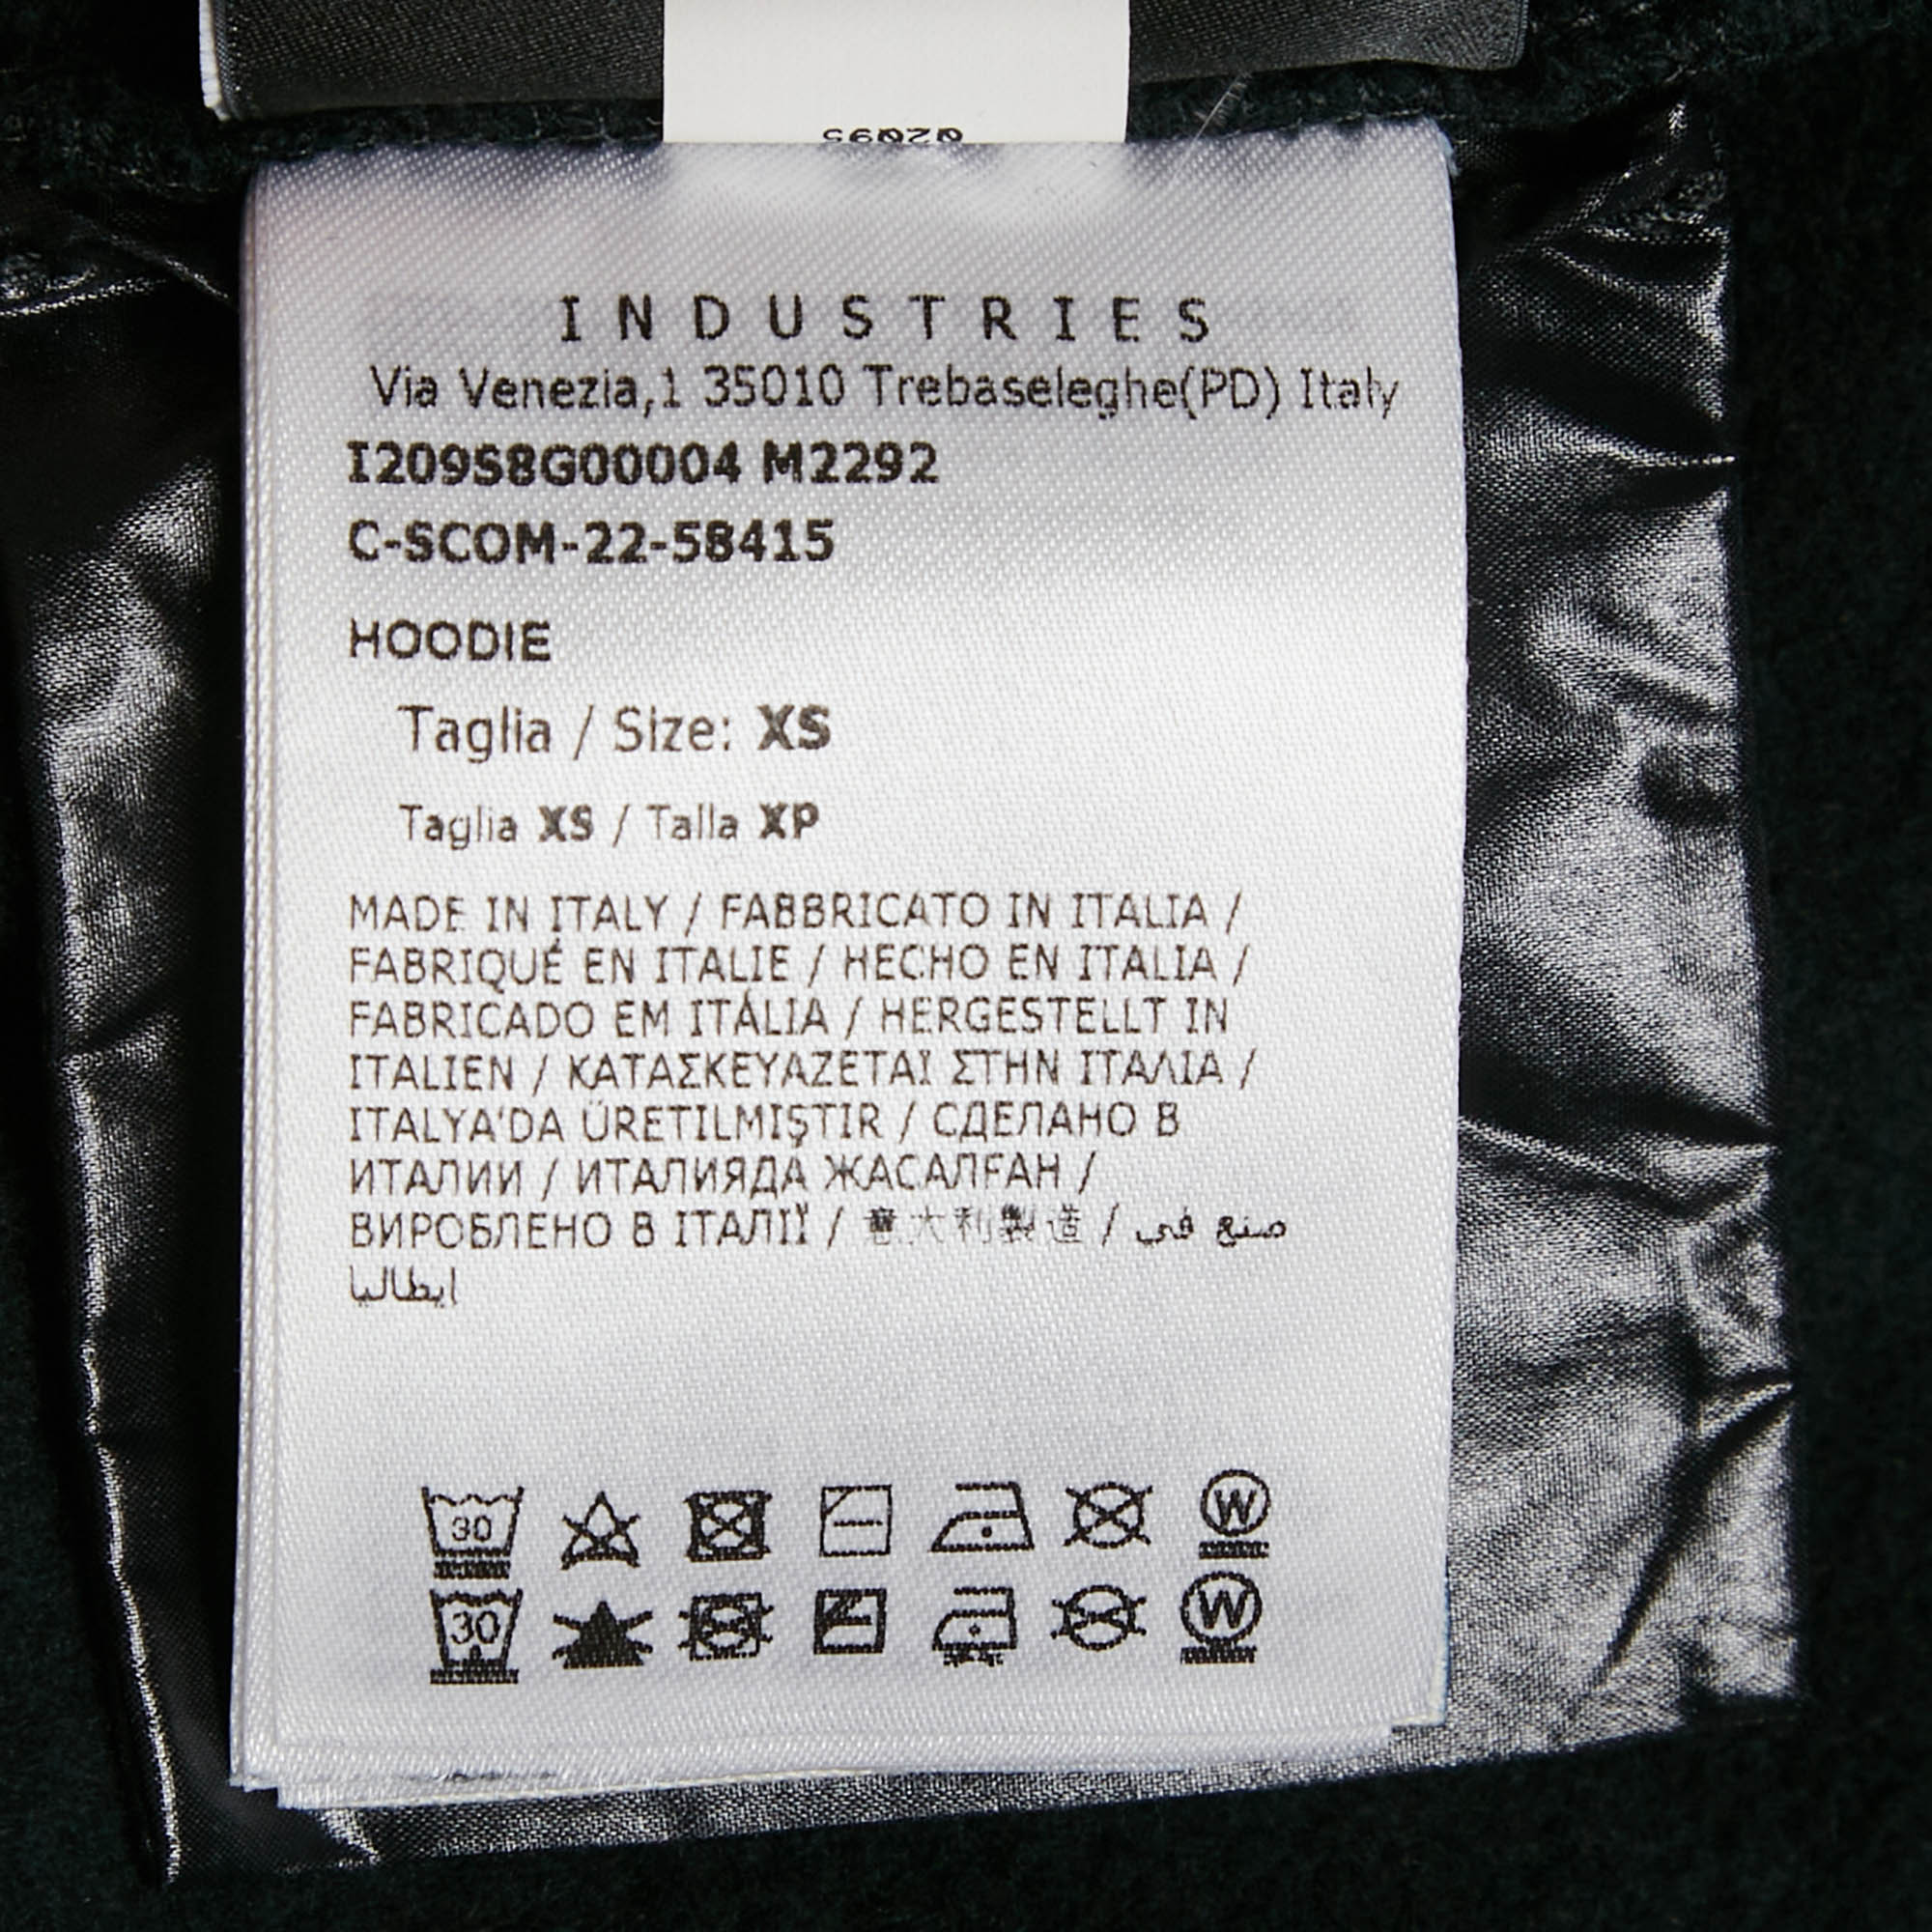 02095
INDUSTRIES
Via Venezia,1 35010 Trebaseleghe(PD) Italy
I209S8G00004 M2292
C-SCOM-22-58415
HOODIE
Taglia / Size: XS
Taglia XS / Talla XP
MADE IN ITALY / FABBRICATO IN ITALIA /
FABRIQUÉ EN ITALIE / HECHO EN ITALIA /
FABRICADO EM ITÁLIA / HERGESTELLT IN
ITALIEN / ΚΑΤΑΣΚΕΥΑΖΕΤΑΙ ΣΤΗΝ ΙΤΑΛΙΑ /
ITALYA'DA ÜRETILMIŞTIR / СДЕЛАНО В
ИТАЛИИ / ИТАЛИЯДА ЖАСАЛҒАН /
ВИРОБЛЕНО В ІТАЛІЇ / 意大利製造 / صنع في
ايطاليا
30 W
30 W